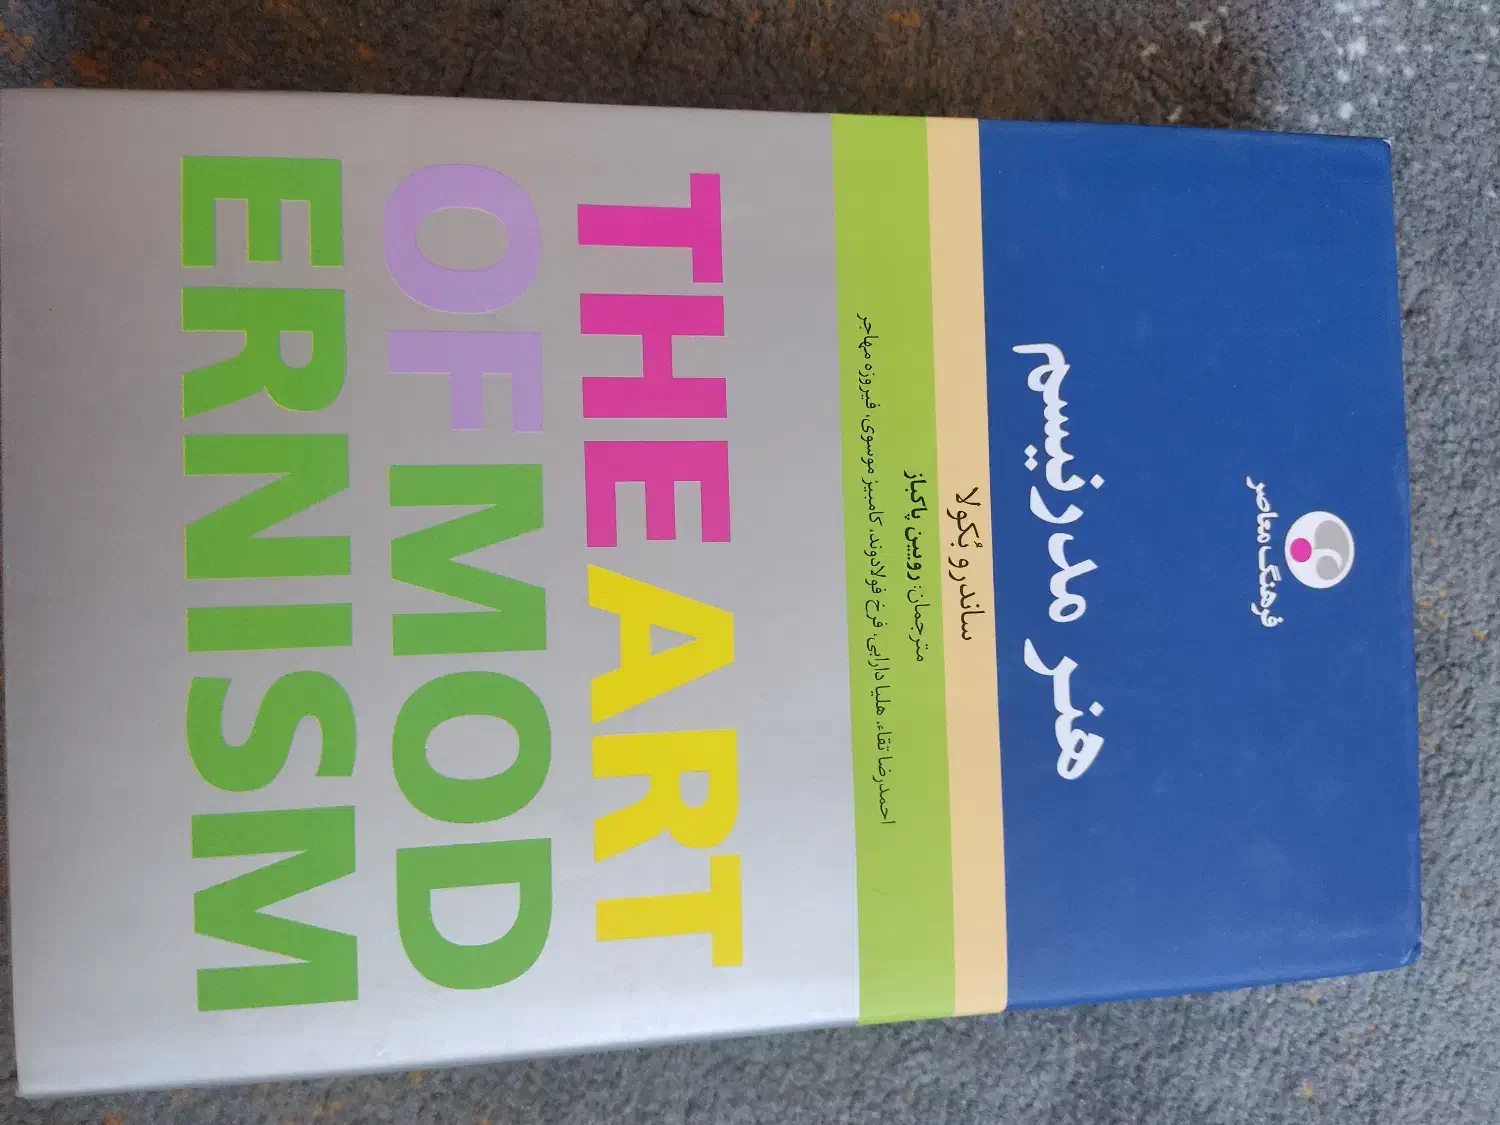 فرهنگ معاصر
هنر مدرنیسم
ساندرو بُکولا
مترجمان: رویین پاکباز
احمدرضا تقاء، هلیا دارابی، فرخ فولادوند، کامبیز موسوی، فیروزه مهاجر
THE ART
OF MOD
ERNISM